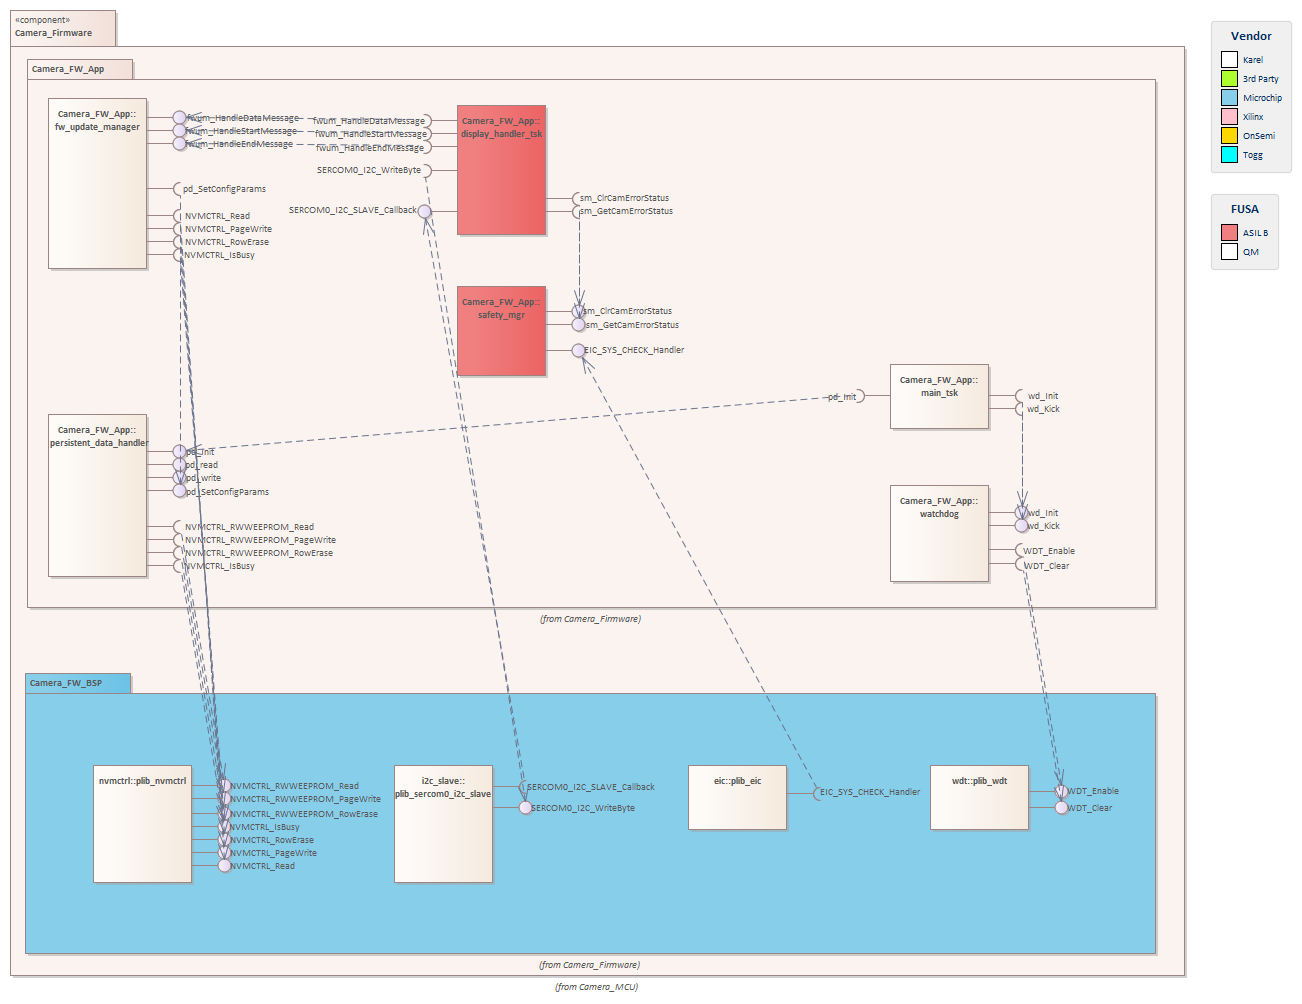 «component»
Camera_Firmware
Camera_FW_App
Camera_FW_App::
fw_update_manager
fwum_HandleDataMessage
fwum_HandleStartMessage
fwum_HandleEndMessage
pd_SetConfigParams
NVMCTRL_Read
NVMCTRL_PageWrite
NVMCTRL_RowErase
NVMCTRL_IsBusy
fwum_HandleDataMessage
fwum_HandleStartMessage
fwum_HandleEndMessage
SERCOM0_I2C_WriteByte
SERCOM0_I2C_SLAVE_Callback
Camera_FW_App::
display_handler_tsk
sm_ClrCamErrorStatus
sm_GetCamErrorStatus
Camera_FW_App::
safety_mgr
sm_ClrCamErrorStatus
sm_GetCamErrorStatus
EIC_SYS_CHECK_Handler
pd_Init
Camera_FW_App::
main_tsk
wd_Init
wd_Kick
Camera_FW_App::
persistent_data_handler
pd_Init
pd_read
pd_write
pd_SetConfigParams
NVMCTRL_RWWEEPROM_Read
NVMCTRL_RWWEEPROM_PageWrite
NVMCTRL_RWWEEPROM_RowErase
NVMCTRL_IsBusy
Camera_FW_App::
watchdog
wd_Init
wd_Kick
WDT_Enable
WDT_Clear
(from Camera_Firmware)
Camera_FW_BSP
nvmctrl::plib_nvmctrl
NVMCTRL_RWWEEPROM_Read
NVMCTRL_RWWEEPROM_PageWrite
NVMCTRL_RWWEEPROM_RowErase
NVMCTRL_IsBusy
NVMCTRL_RowErase
NVMCTRL_PageWrite
NVMCTRL_Read
i2c_slave::
plib_sercom0_i2c_slave
SERCOM0_I2C_SLAVE_Callback
SERCOM0_I2C_WriteByte
eic::plib_eic
EIC_SYS_CHECK_Handler
wdt::plib_wdt
WDT_Enable
WDT_Clear
(from Camera_Firmware)
(from Camera_MCU)
Vendor
Karel
3rd Party
Microchip
Xilinx
OnSemi
Togg
FUSA
ASIL B
QM